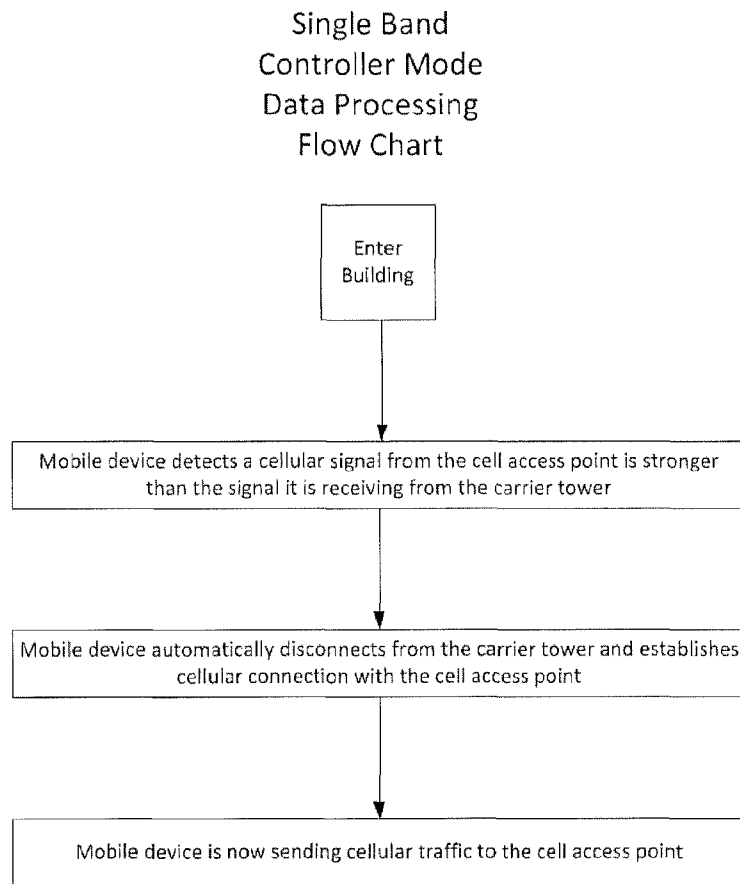 Single Band
Controller Mode
Data Processing
Flow Chart
Enter
Building
Mobile device detects a cellular signal from the cell access point is stronger
than the signal it is receiving from the carrier tower
Mobile device automatically disconnects from the carrier tower and establishes
cellular connection with the cell access point
Mobile device is now sending cellular traffic to the cell access point